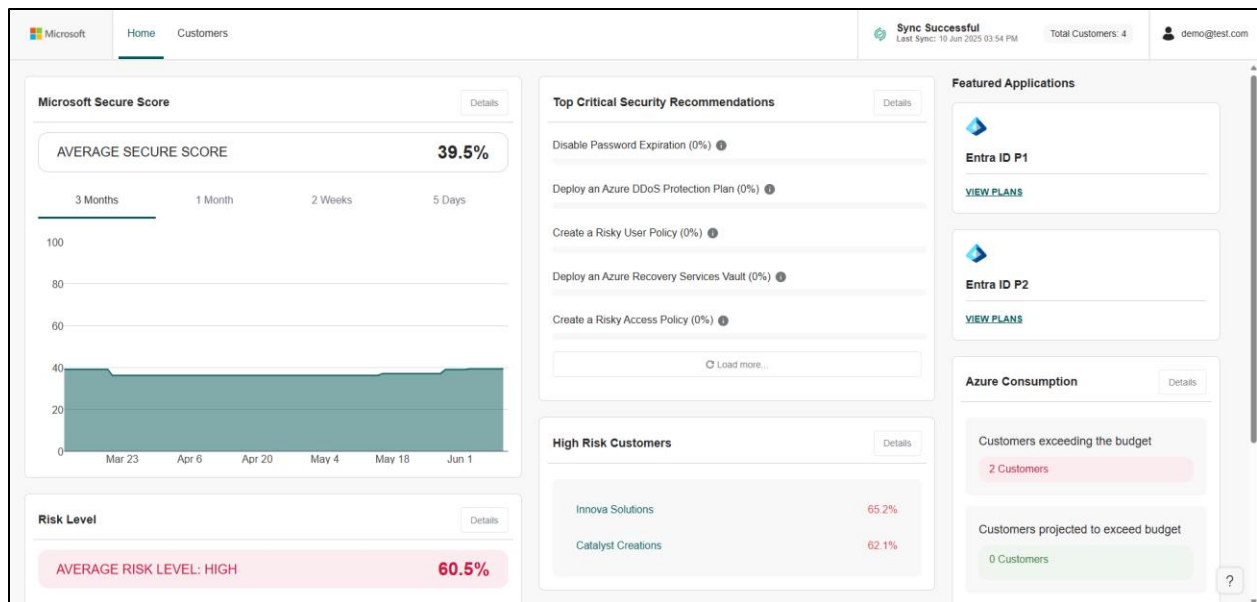 Microsoft
Home
Customers
Sync Successful
Last Sync: 10 Jun 2025 03:54 PM
Total Customers: 4
demo@test.com
Microsoft Secure Score
Details
AVERAGE SECURE SCORE
39.5%
3 Months
1 Month
2 Weeks
5 Days
100
80
60
40
20
0
Mar 23
Apr 6
Apr 20
May 4
May 18
Jun 1
Risk Level
Details
AVERAGE RISK LEVEL: HIGH
60.5%
Top Critical Security Recommendations
Details
Disable Password Expiration (0%)
Deploy an Azure DDoS Protection Plan (0%)
Create a Risky User Policy (0%)
Deploy an Azure Recovery Services Vault (0%)
Create a Risky Access Policy (0%)
Load more...
High Risk Customers
Details
Innova Solutions
65.2%
Catalyst Creations
62.1%
Featured Applications
Entra ID P1
VIEW PLANS
Entra ID P2
VIEW PLANS
Azure Consumption
Details
Customers exceeding the budget
2 Customers
Customers projected to exceed budget
0 Customers
?